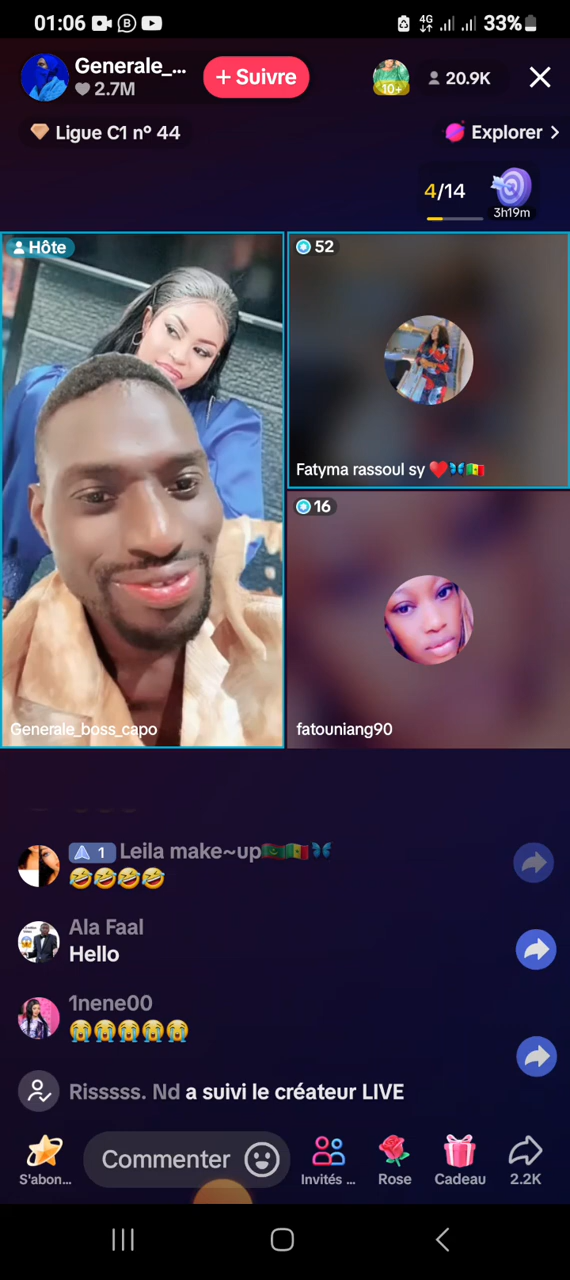 01:06
4G
33%
Generale_...
+ Suivre
2.7M
10+
20.9K
Ligue C1 n° 44
Explorer >
4/14
3h19m
Hôte
52
Fatyma rassoul sy ❤️🦋🇸🇳
16
Generale_boss_capo
fatouniang90
1 Leila make~up🇲🇷🇸🇳🦋
🤣🤣🤣🤣
Ala Faal
Hello
1nene00
😭😭😭😭😭
Risssss. Nd a suivi le créateur LIVE
Commenter
S'abon...
Invités ...
Rose
Cadeau
2.2K